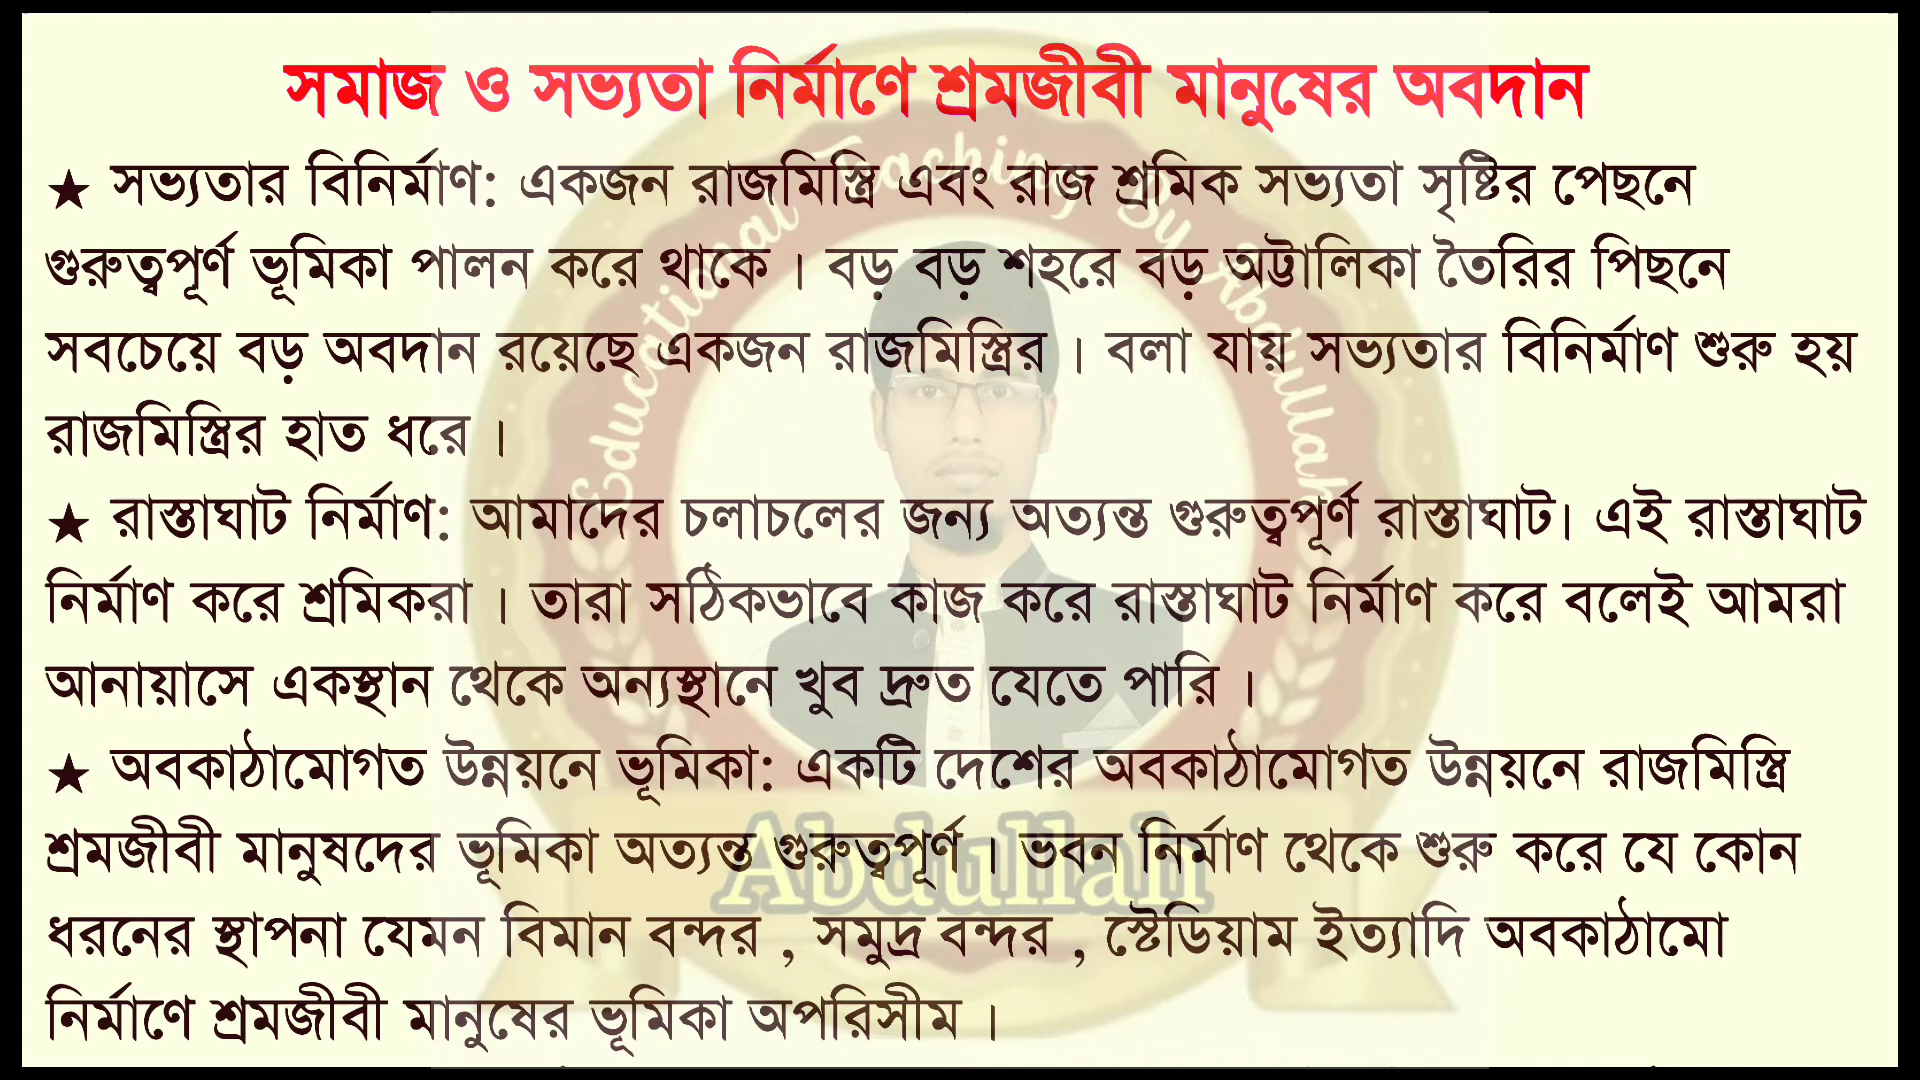 সমাজ ও সভ্যতা নির্মাণে শ্রমজীবী মানুষের অবদান
★ সভ্যতার বিনির্মাণ: একজন রাজমিস্ত্রি এবং রাজ শ্রমিক সভ্যতা সৃষ্টির পেছনে
গুরুত্বপূর্ণ ভূমিকা পালন করে থাকে । বড় বড় শহরে বড় অট্টালিকা তৈরির পিছনে
সবচেয়ে বড় অবদান রয়েছে একজন রাজমিস্ত্রির । বলা যায় সভ্যতার বিনির্মাণ শুরু হয়
রাজমিস্ত্রির হাত ধরে ।
★ রাস্তাঘাট নির্মাণ: আমাদের চলাচলের জন্য অত্যন্ত গুরুত্বপূর্ণ রাস্তাঘাট। এই রাস্তাঘাট
নির্মাণ করে শ্রমিকরা । তারা সঠিকভাবে কাজ করে রাস্তাঘাট নির্মাণ করে বলেই আমরা
আনায়াসে একস্থান থেকে অন্যস্থানে খুব দ্রুত যেতে পারি ।
★ অবকাঠামোগত উন্নয়নে ভূমিকা: একটি দেশের অবকাঠামোগত উন্নয়নে রাজমিস্ত্রি
শ্রমজীবী মানুষদের ভূমিকা অত্যন্ত গুরুত্বপূর্ণ । ভবন নির্মাণ থেকে শুরু করে যে কোন
ধরনের স্থাপনা যেমন বিমান বন্দর , সমুদ্র বন্দর , স্টেডিয়াম ইত্যাদি অবকাঠামো
নির্মাণে শ্রমজীবী মানুষের ভূমিকা অপরিসীম ।
Educational Teaching By Abdullah
Abdullah